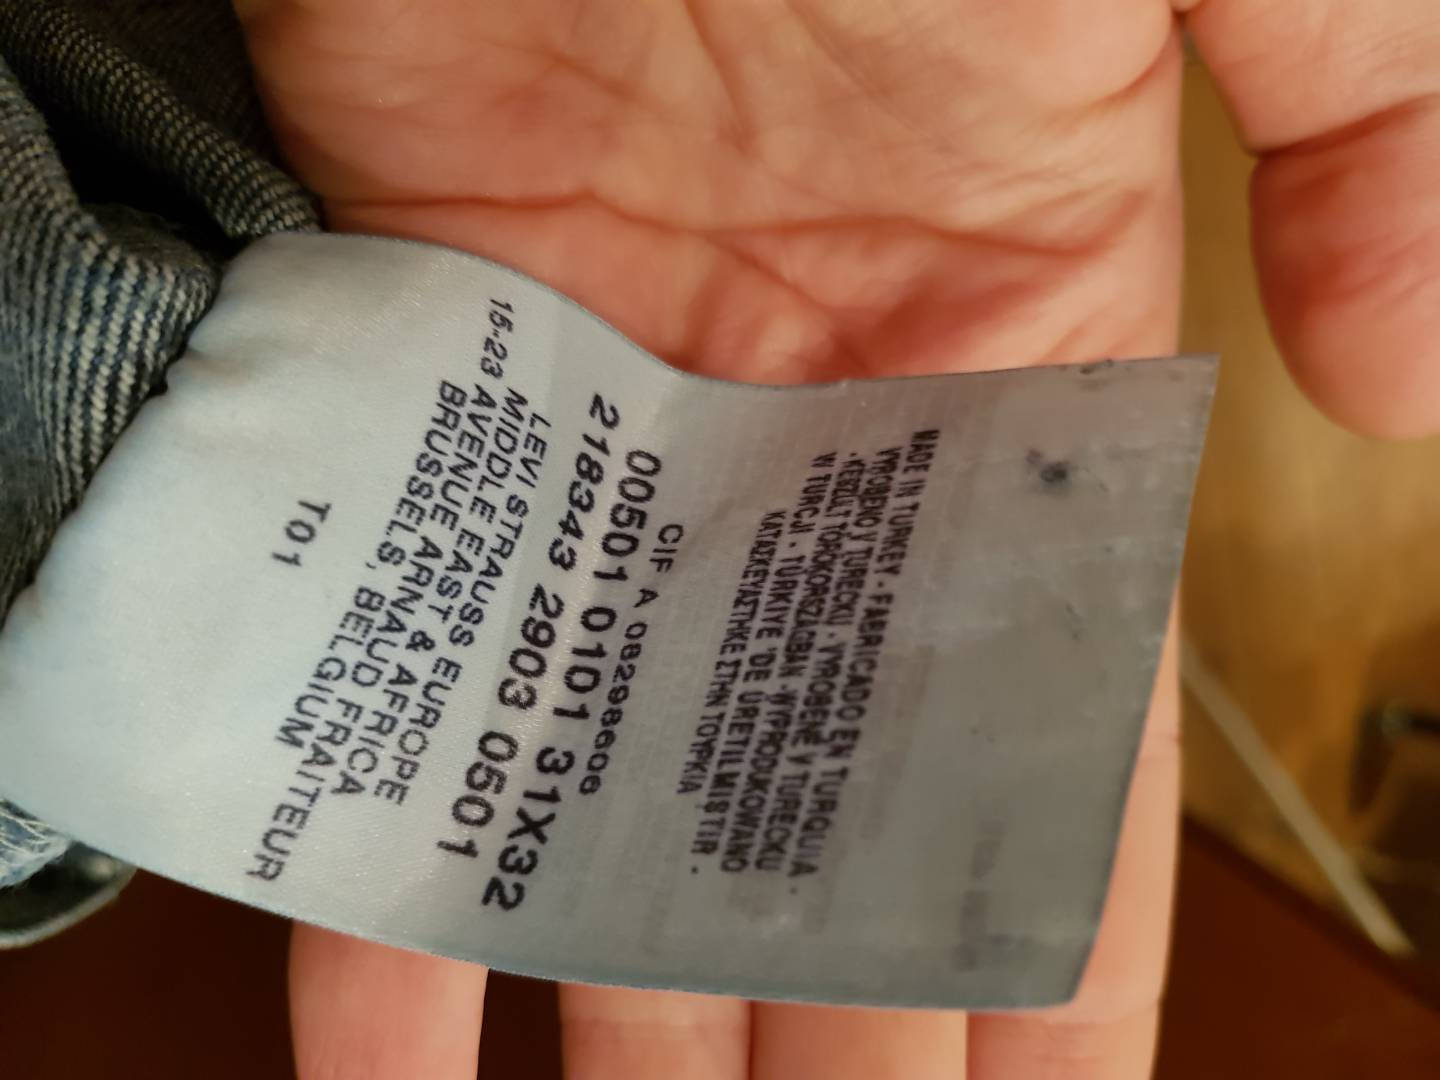 MADE IN TURKEY - FABRICADO EN TURQUIA -
VYROBENO V TURECKU - VYROBENÉ V TURECKU
- KÉSZÜLT TÖRÖKORSZÁGBAN - WYPRODUKOWANO
W TURCJI - TÜRKIYE 'DE ÜRETILMISTIR -
ΚΑΤΑΣΚΕΥΑΣΤΗΚΕ ΣΤΗΝ ΤΟΥΡΚΙΑ
CIF A 08298606
00501 0101 31X32
218343 2903 0501
LEVI STRAUSS EUROPE
MIDDLE EAST & AFRICA
15-23 AVENUE ARNAUD FRAITEUR
BRUSSELS, BELGIUM
T01